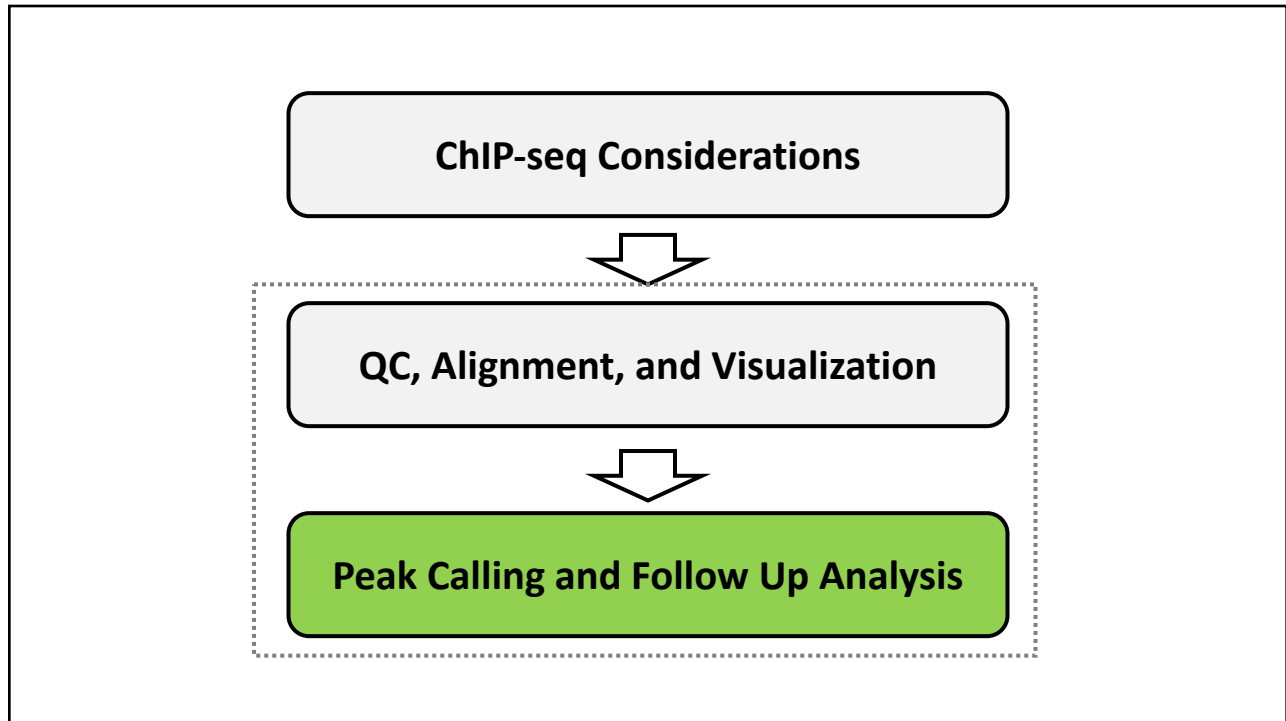 ChIP-seq Considerations
QC, Alignment, and Visualization
Peak Calling and Follow Up Analysis